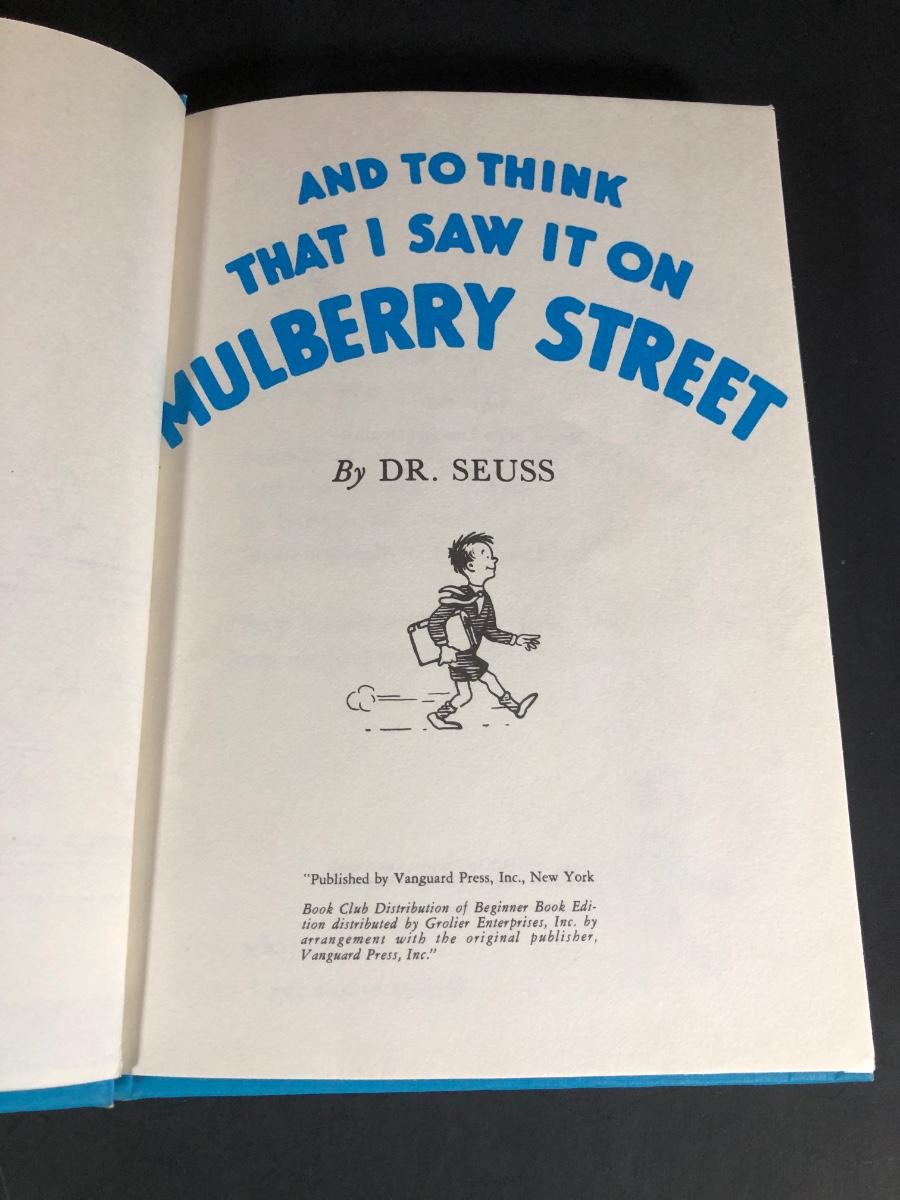 AND TO THINK
THAT I SAW IT ON
MULBERRY STREET
By DR. SEUSS
"Published by Vanguard Press, Inc., New York
Book Club Distribution of Beginner Book Edi-
tion distributed by Grolier Enterprises, Inc. by
arrangement with the original publisher,
Vanguard Press, Inc."